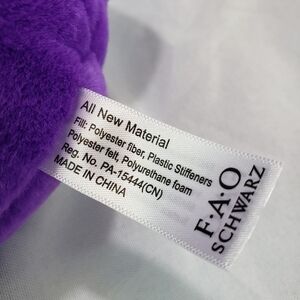 All New Material
Fill: Polyester fiber, Plastic Stiffeners
Polyester felt, Polyurethane foam
Reg. No. PA-15444(CN)
MADE IN CHINA
F·A·O
SCHWARZ